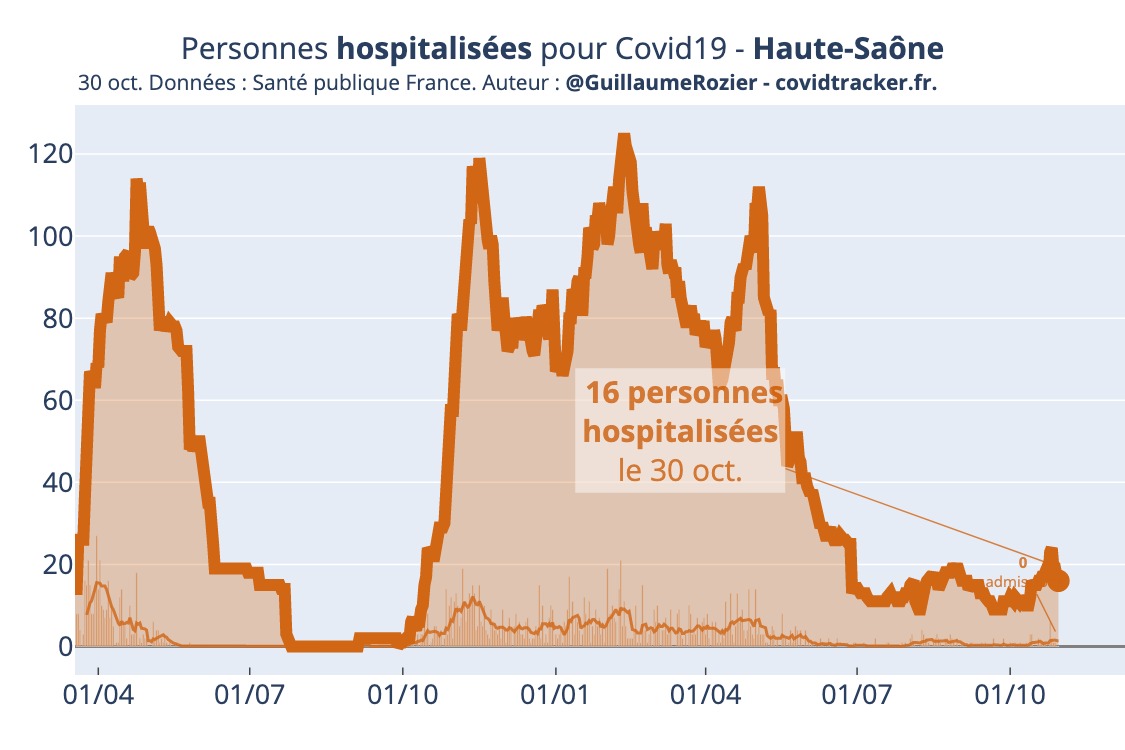 Personnes hospitalisées pour Covid19 - Haute-Saône
30 oct. Données : Santé publique France. Auteur : @GuillaumeRozier - covidtracker.fr.
120
100
80
60
40
20
0
16 personnes
hospitalisées
le 30 oct.
0
admis
01/04
01/07
01/10
01/01
01/04
01/07
01/10